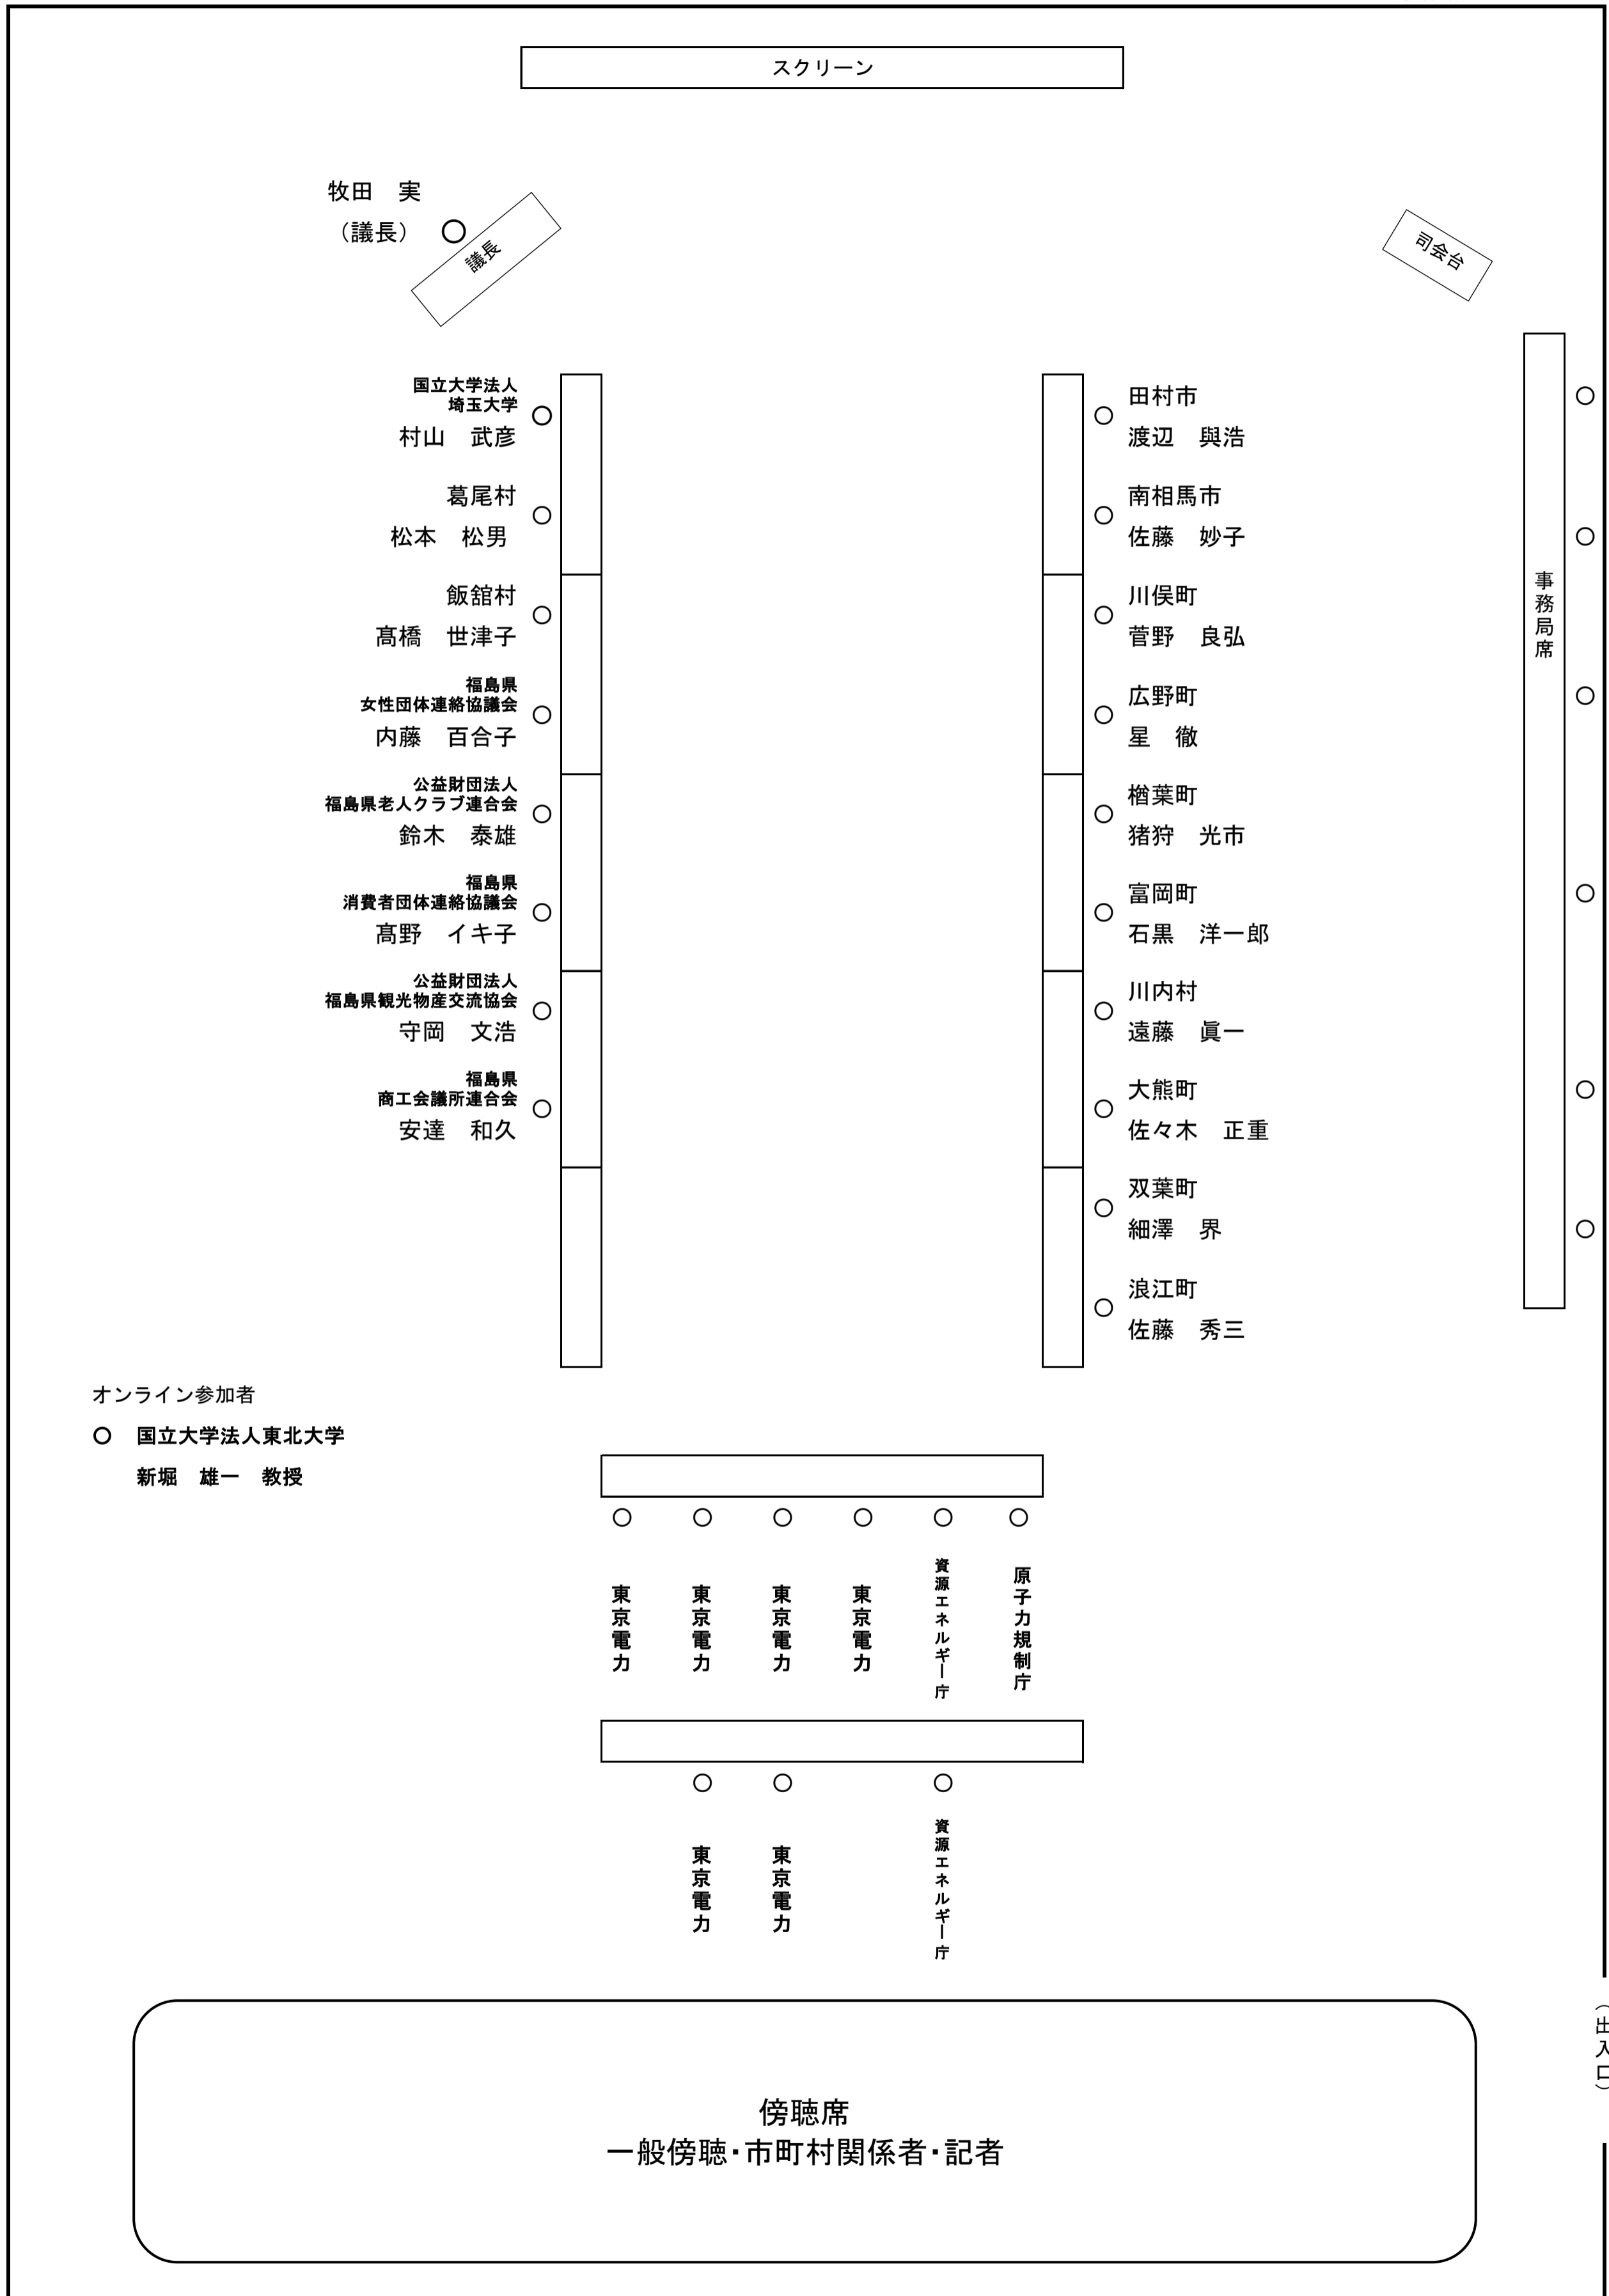 スクリーン
牧田　実
（議長）
議長
司会台
国立大学法人
埼玉大学
村山　武彦
葛尾村
松本　松男
飯舘村
髙橋　世津子
福島県
女性団体連絡協議会
内藤　百合子
公益財団法人
福島県老人クラブ連合会
鈴木　泰雄
福島県
消費者団体連絡協議会
髙野　イキ子
公益財団法人
福島県観光物産交流協会
守岡　文浩
福島県
商工会議所連合会
安達　和久
田村市
渡辺　與浩
南相馬市
佐藤　妙子
川俣町
菅野　良弘
広野町
星　徹
楢葉町
猪狩　光市
富岡町
石黒　洋一郎
川内村
遠藤　眞一
大熊町
佐々木　正重
双葉町
細澤　界
浪江町
佐藤　秀三
事務局席
オンライン参加者
国立大学法人東北大学
新堀　雄一　教授
東京電力
東京電力
東京電力
東京電力
資源エネルギー庁
原子力規制庁
東京電力
東京電力
資源エネルギー庁
（出入口）
傍聴席
一般傍聴・市町村関係者・記者